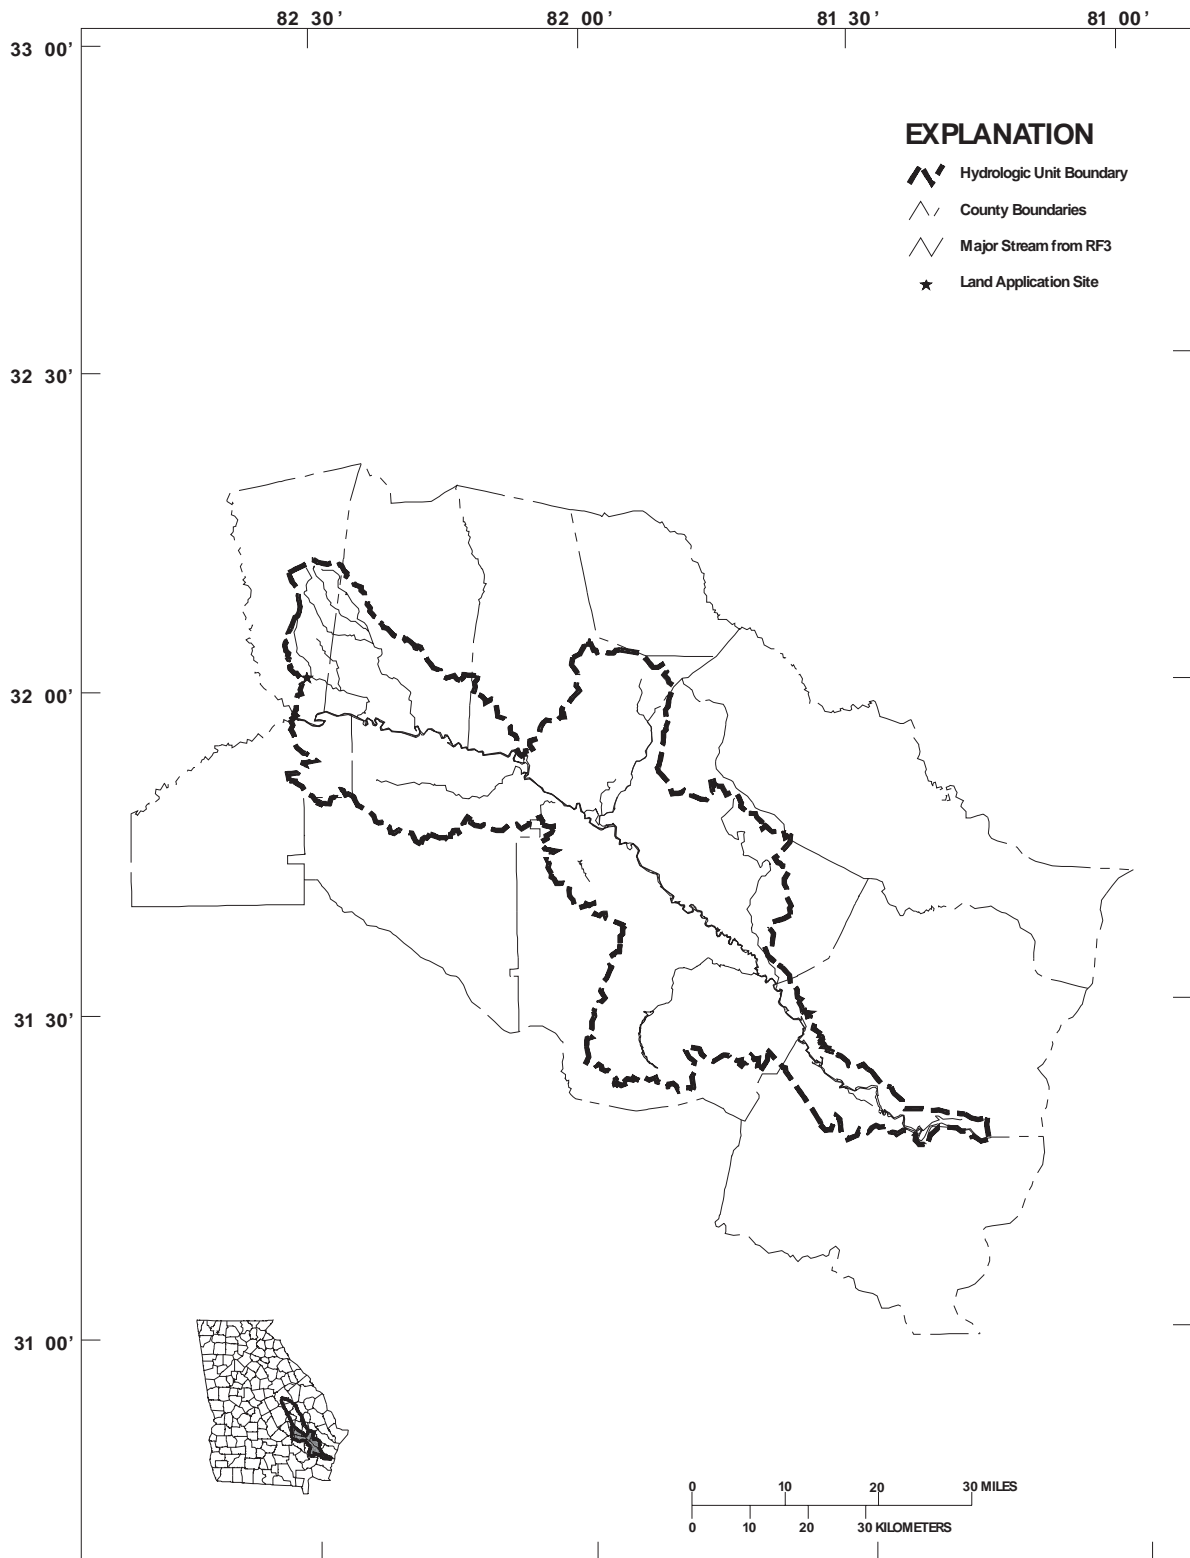 82 30’ 82 00’ 81 30’ 81 00’
33 00’
EXPLANATION
Hydrologic Unit Boundary
County Boundaries
Major Stream from RF3
Land Application Site
32 30’
32 00’
31 30’
31 00’
0 10 20 30 MILES
0 10 20 30 KILOMETERS